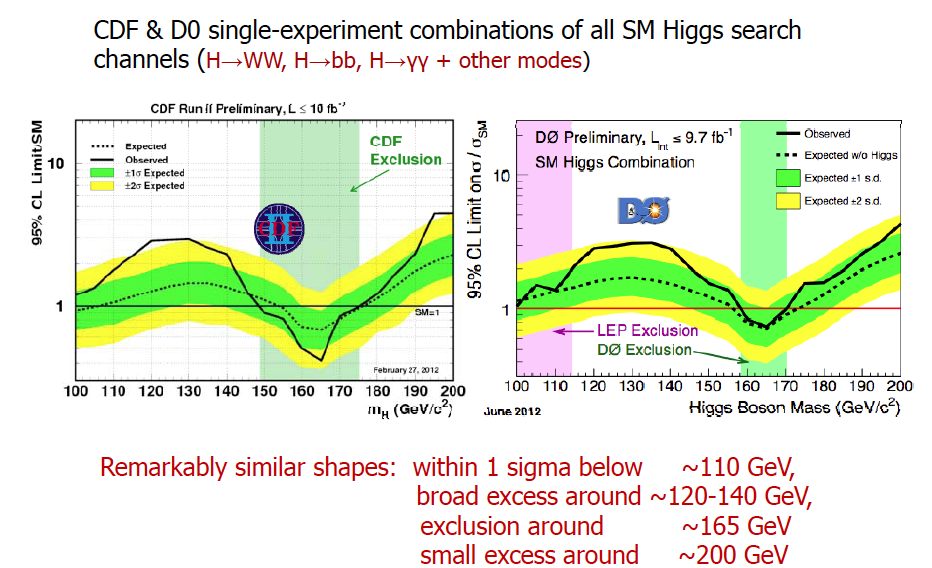 CDF & D0 single-experiment combinations of all SM Higgs search
channels (H→WW, H→bb, H→γγ + other modes)
CDF Run II Preliminary, L ≤ 10 fb⁻¹
95% CL Limit/SM
Expected
Observed
±1σ Expected
±2σ Expected
CDF
Exclusion
CDF
II
10
1
SM=1
February 27, 2012
100 110 120 130 140 150 160 170 180 190 200
m_H (GeV/c²)
95% CL Limit on σ / σ_SM
DØ Preliminary, L_int ≤ 9.7 fb⁻¹
SM Higgs Combination
Observed
Expected w/o Higgs
Expected ±1 s.d.
Expected ±2 s.d.
DØ
10
1
LEP Exclusion
DØ Exclusion
100 110 120 130 140 150 160 170 180 190 200
June 2012
Higgs Boson Mass (GeV/c²)
Remarkably similar shapes: within 1 sigma below ~110 GeV,
broad excess around ~120-140 GeV,
exclusion around ~165 GeV
small excess around ~200 GeV